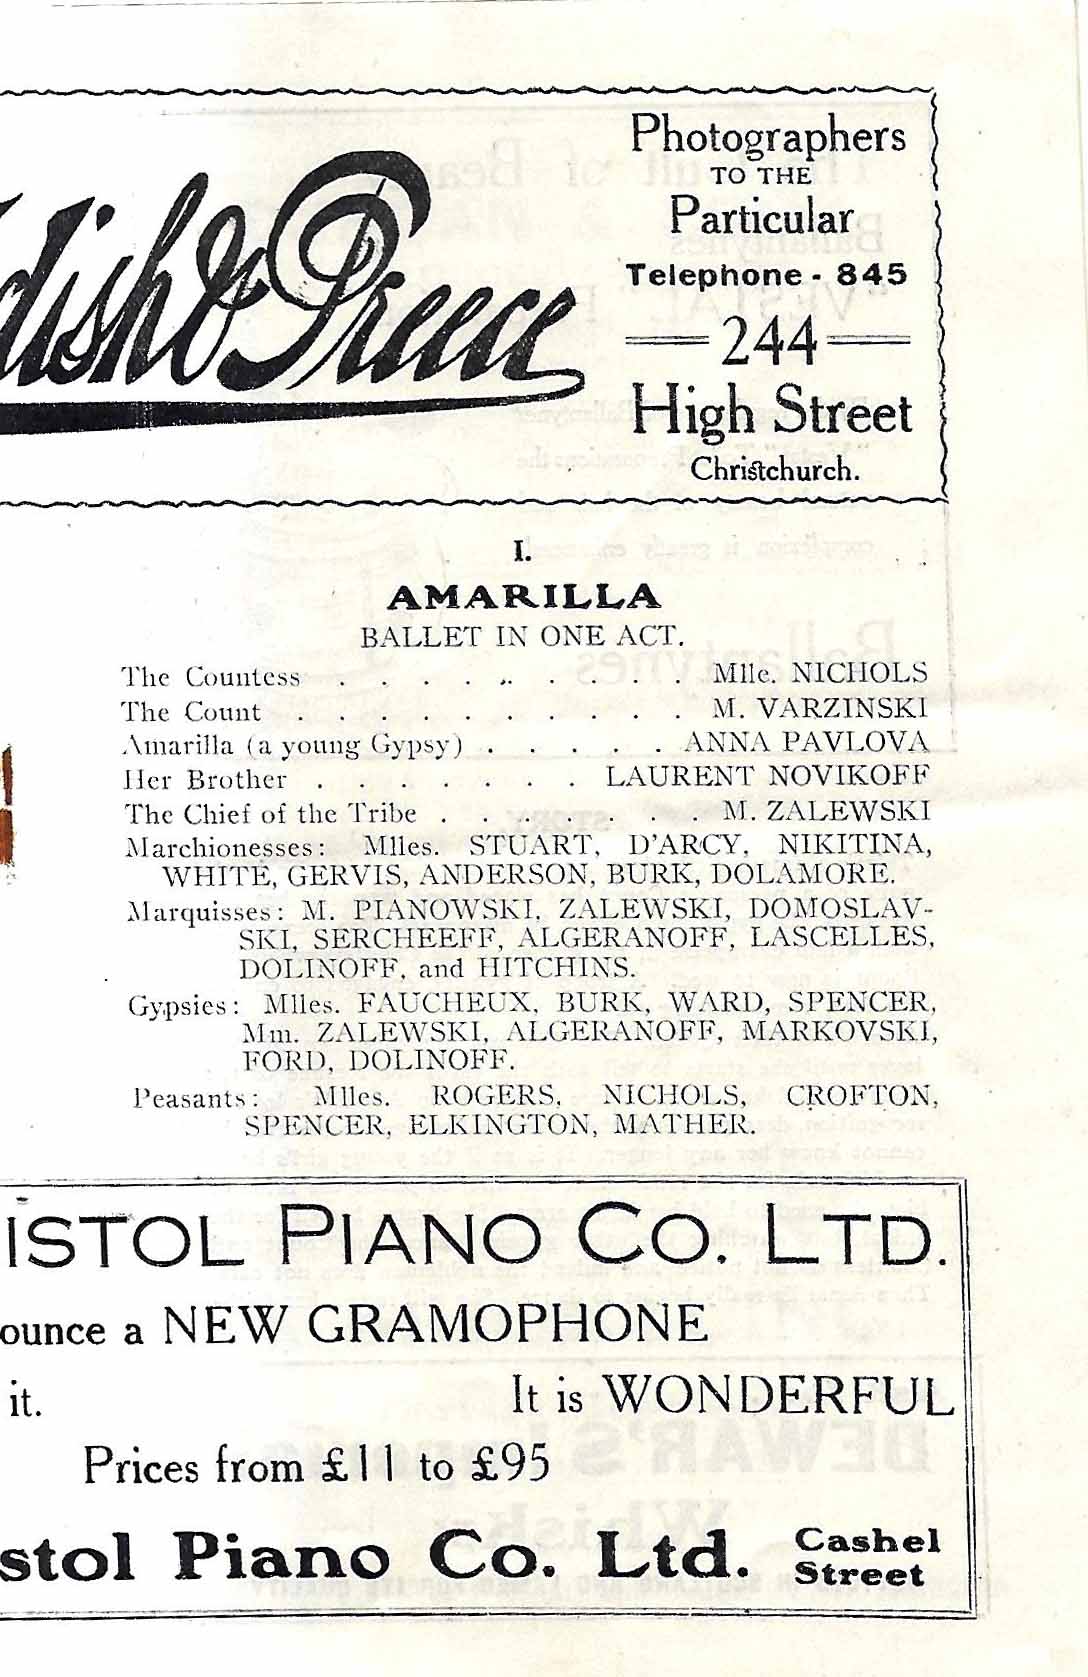 & Preece
Photographers
TO THE
Particular
Telephone - 845
244
High Street
Christchurch.
I.
AMARILLA
BALLET IN ONE ACT.
The Countess . . . . . . . . Mlle. NICHOLS
The Count . . . . . . . . . . M. VARZINSKI
Amarilla (a young Gypsy) . . . . . ANNA PAVLOVA
Her Brother . . . . . . . LAURENT NOVIKOFF
The Chief of the Tribe . . . . . . . M. ZALEWSKI
Marchionesses: Mlles. STUART, D'ARCY, NIKITINA,
WHITE, GERVIS, ANDERSON, BURK, DOLAMORE.
Marquisses: M. PIANOWSKI, ZALEWSKI, DOMOSLAV-
SKI, SERCHEEFF, ALGERANOFF, LASCELLES,
DOLINOFF, and HITCHINS.
Gypsies: Mlles. FAUCHEUX, BURK, WARD, SPENCER,
Mm. ZALEWSKI, ALGERANOFF, MARKOVSKI,
FORD, DOLINOFF.
Peasants: Mlles. ROGERS, NICHOLS, CROFTON,
SPENCER, ELKINGTON, MATHER.
ISTOL PIANO CO. LTD.
ounce a NEW GRAMOPHONE
it. It is WONDERFUL
Prices from £11 to £95
stol Piano Co. Ltd. Cashel
Street